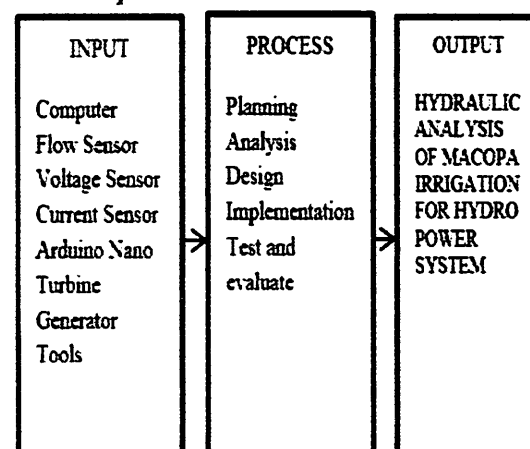 INPUT
Computer
Flow Sensor
Voltage Sensor
Current Sensor
Arduino Nano
Turbine
Generator
Tools
PROCESS
Planning
Analysis
Design
Implementation
Test and
evaluate
OUTPUT
HYDRAULIC
ANALYSIS
OF MACOPA
IRRIGATION
FOR HYDRO
POWER
SYSTEM